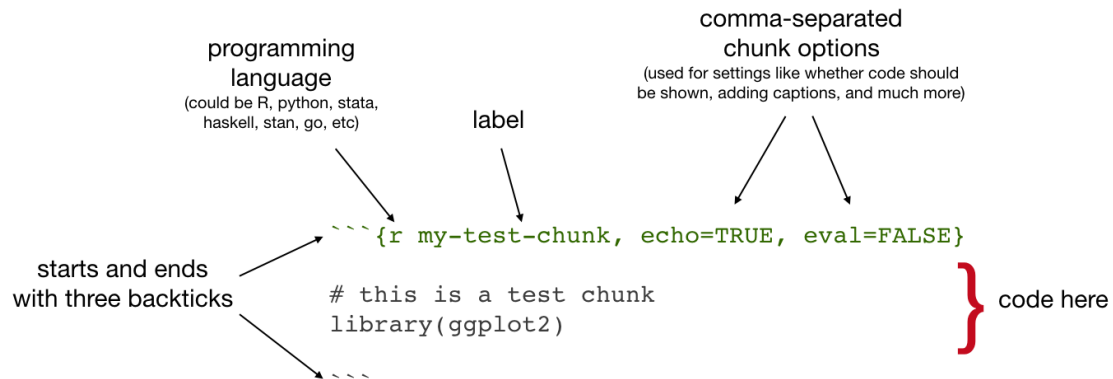 comma-separated
chunk options
(used for settings like whether code should
be shown, adding captions, and much more)
programming
language
(could be R, python, stata,
haskell, stan, go, etc)
label
```{r my-test-chunk, echo=TRUE, eval=FALSE}
starts and ends
with three backticks
# this is a test chunk
library(ggplot2)
} code here
```